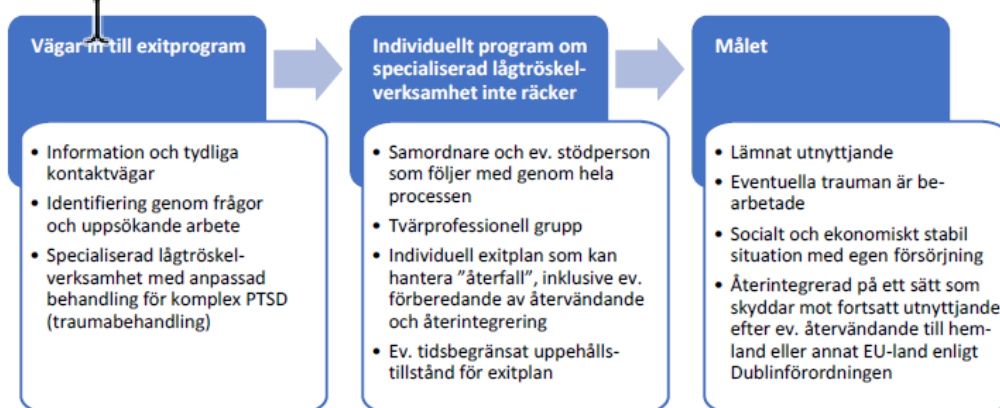 Vägar in till exitprogram
• Information och tydliga
kontaktvägar
• Identifiering genom frågor
och uppsökande arbete
• Specialiserad lågtröskel-
verksamhet med anpassad
behandling för komplex PTSD
(traumabehandling)
Individuellt program om
specialiserad lågtröskel-
verksamhet inte räcker
• Samordnare och ev. stödperson
som följer med genom hela
processen
• Tvärprofessionell grupp
• Individuell exitplan som kan
hantera ”återfall”, inklusive ev.
förberedande av återvändande
och återintegrering
• Ev. tidsbegränsat uppehålls-
tillstånd för exitplan
Målet
• Lämnat utnyttjande
• Eventuella trauman är be-
arbetade
• Socialt och ekonomiskt stabil
situation med egen försörjning
• Återintegrerad på ett sätt som
skyddar mot fortsatt utnyttjande
efter ev. återvändande till hem-
land eller annat EU-land enligt
Dublinförordningen